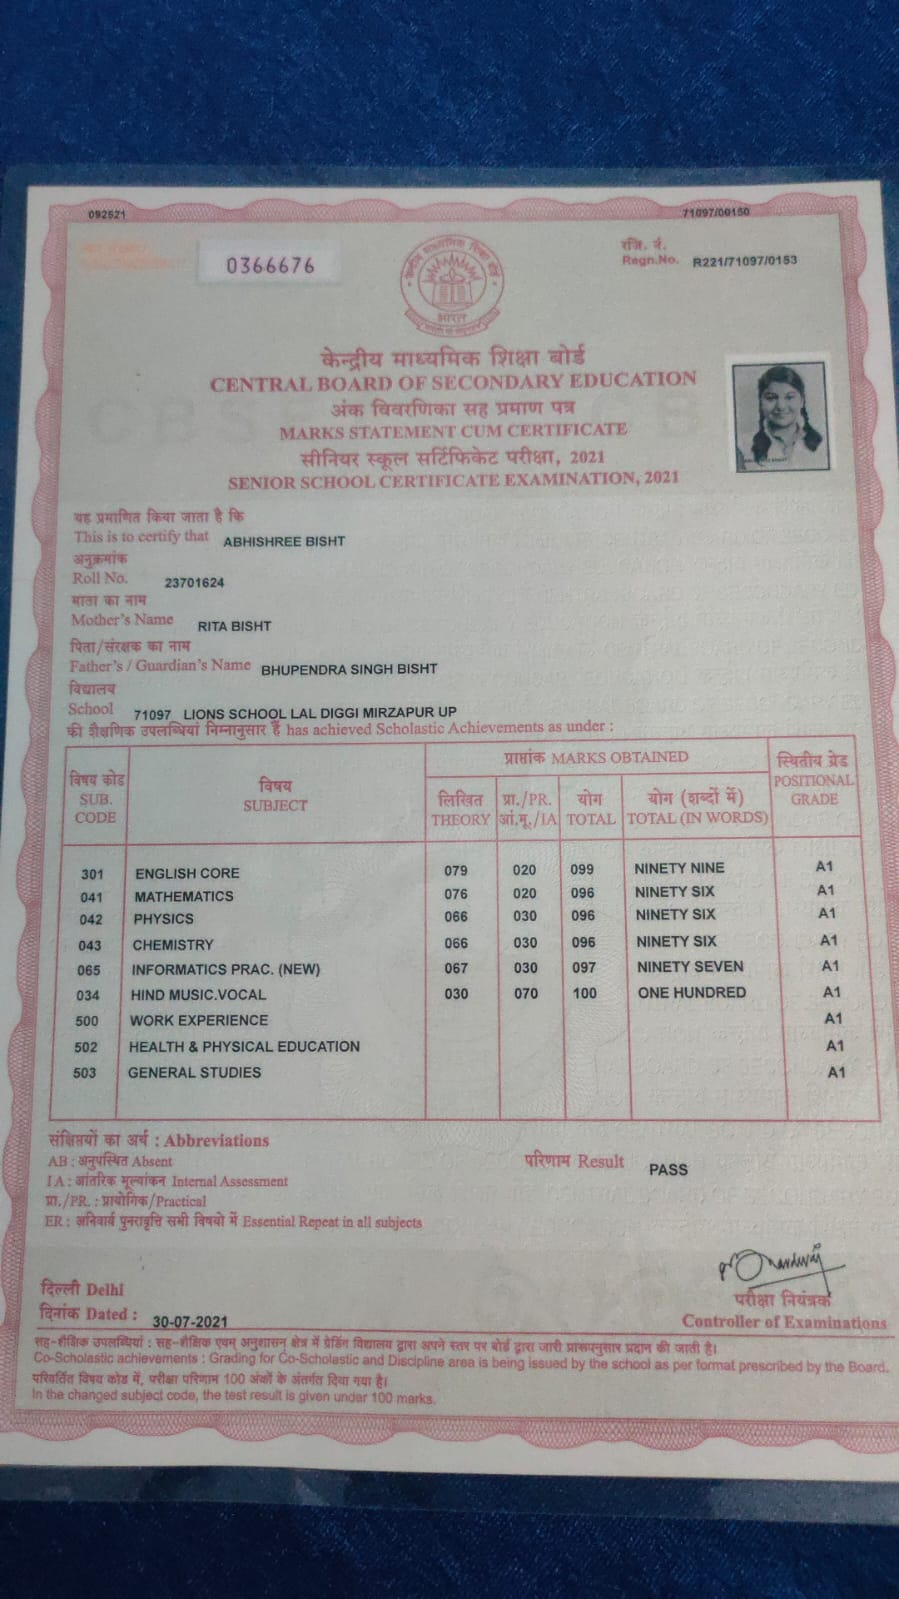 092621
71097/00150
0366676
रजि. नं.
Regn.No. R221/71097/0153
भारत
केन्द्रीय माध्यमिक शिक्षा बोर्ड
CENTRAL BOARD OF SECONDARY EDUCATION
अंक विवरणिका सह प्रमाण पत्र
MARKS STATEMENT CUM CERTIFICATE
सीनियर स्कूल सर्टिफिकेट परीक्षा, 2021
SENIOR SCHOOL CERTIFICATE EXAMINATION, 2021
यह प्रमाणित किया जाता है कि
This is to certify that ABHISHREE BISHT
अनुक्रमांक
Roll No. 23701624
माता का नाम
Mother's Name RITA BISHT
पिता/संरक्षक का नाम
Father's / Guardian's Name BHUPENDRA SINGH BISHT
विद्यालय
School 71097 LIONS SCHOOL LAL DIGGI MIRZAPUR UP
की शैक्षणिक उपलब्धियां निम्नानुसार हैं has achieved Scholastic Achievements as under :
विषय कोड
SUB.
CODE
विषय
SUBJECT
प्राप्तांक MARKS OBTAINED
लिखित
THEORY
प्रा./PR.
आं.मू./IA
योग
TOTAL
योग (शब्दों में)
TOTAL (IN WORDS)
स्थितीय ग्रेड
POSITIONAL
GRADE
301 ENGLISH CORE 079 020 099 NINETY NINE A1
041 MATHEMATICS 076 020 096 NINETY SIX A1
042 PHYSICS 066 030 096 NINETY SIX A1
043 CHEMISTRY 066 030 096 NINETY SIX A1
065 INFORMATICS PRAC. (NEW) 067 030 097 NINETY SEVEN A1
034 HIND MUSIC.VOCAL 030 070 100 ONE HUNDRED A1
500 WORK EXPERIENCE A1
502 HEALTH & PHYSICAL EDUCATION A1
503 GENERAL STUDIES A1
संक्षिप्तियों का अर्थ : Abbreviations
AB : अनुपस्थित Absent
IA : आंतरिक मूल्यांकन Internal Assessment
प्रा./PR. : प्रायोगिक/Practical
ER : अनिवार्य पुनरावृत्ति सभी विषयों में Essential Repeat in all subjects
परिणाम Result PASS
दिल्ली Delhi
दिनांक Dated : 30-07-2021
परीक्षा नियंत्रक
Controller of Examinations
सह-शैक्षिक उपलब्धियां : सह-शैक्षिक एवम् अनुशासन क्षेत्र में ग्रेडिंग विद्यालय द्वारा अपने स्तर पर बोर्ड द्वारा जारी प्रारूपनुसार प्रदान की जाती है।
Co-Scholastic achievements : Grading for Co-Scholastic and Discipline area is being issued by the school as per format prescribed by the Board.
परिवर्तित विषय कोड में, परीक्षा परिणाम 100 अंकों के अंतर्गत दिया गया है।
In the changed subject code, the test result is given under 100 marks.